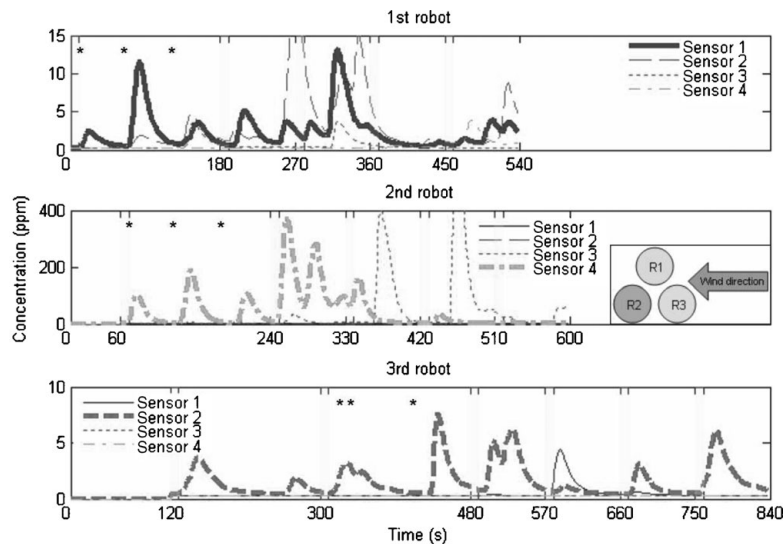 1st robot
15
10
5
0
* * *
Sensor 1
Sensor 2
Sensor 3
Sensor 4
0 180 270 360 450 540
2nd robot
Concentration (ppm)
400
200
0
* * *
Sensor 1
Sensor 2
Sensor 3
Sensor 4
R1
R2
R3
Wind direction
0 60 240 330 420 510 600
3rd robot
10
5
0
* * *
Sensor 1
Sensor 2
Sensor 3
Sensor 4
0 120 300 480 570 660 750 840
Time (s)